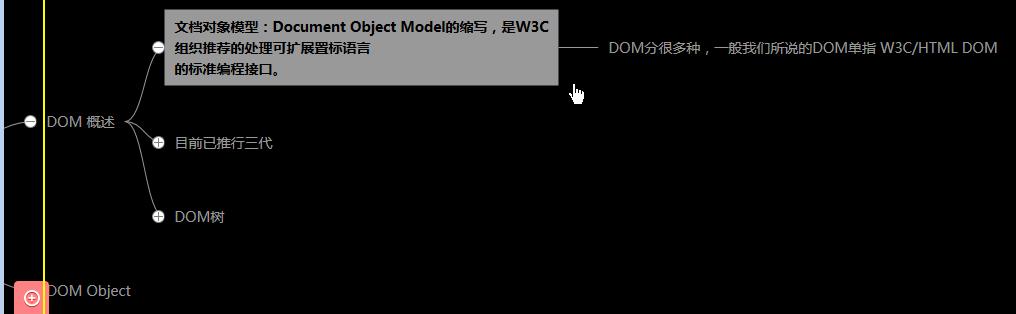 文档对象模型：Document Object Model的缩写，是W3C
组织推荐的处理可扩展置标语言
的标准编程接口。
DOM分很多种，一般我们所说的DOM单指 W3C/HTML DOM
DOM 概述
目前已推行三代
DOM树
DOM Object